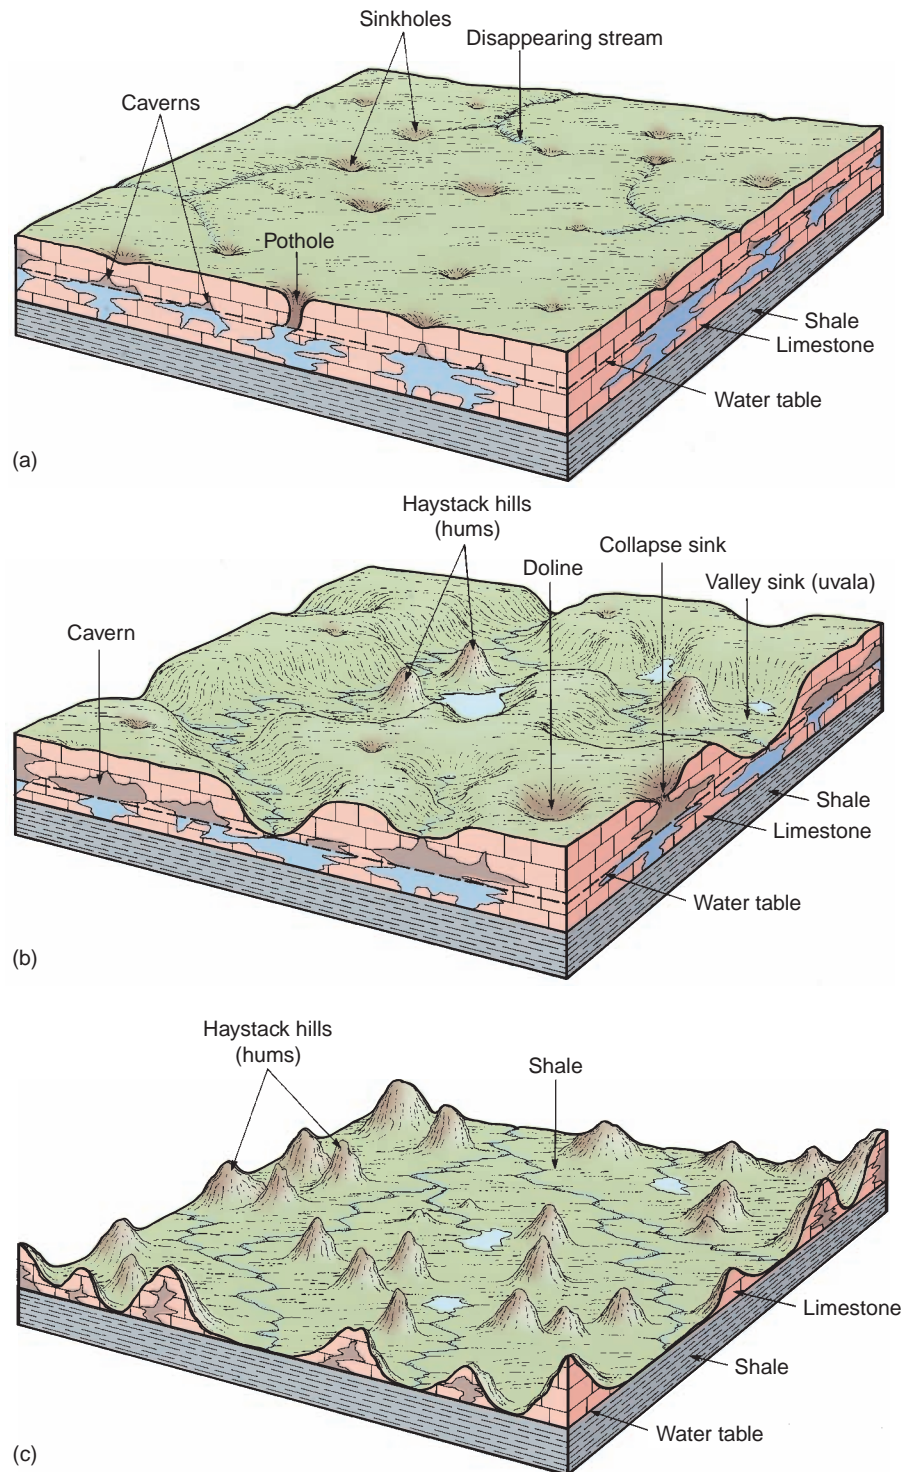 Sinkholes
Disappearing stream
Caverns
Pothole
Shale
Limestone
Water table
(a)
Haystack hills
(hums)
Collapse sink
Doline
Valley sink (uvala)
Cavern
Shale
Limestone
Water table
(b)
Haystack hills
(hums)
Shale
Limestone
Shale
Water table
(c)